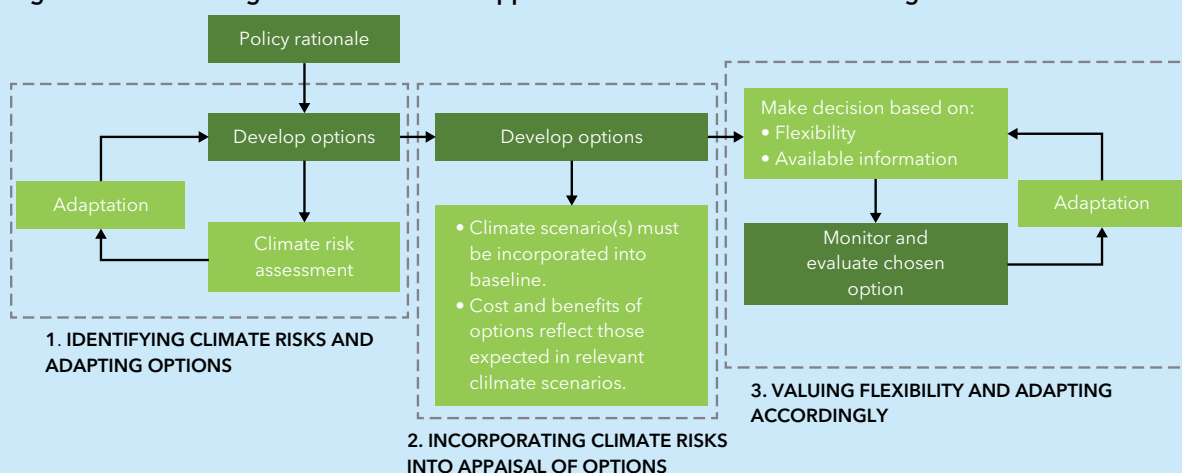 Policy rationale
Develop options
Adaptation
Climate risk
assessment
1. IDENTIFYING CLIMATE RISKS AND
ADAPTING OPTIONS
Develop options
• Climate scenario(s) must
be incorporated into
baseline.
• Cost and benefits of
options reflect those
expected in relevant
clilmate scenarios.
2. INCORPORATING CLIMATE RISKS
INTO APPAISAL OF OPTIONS
Make decision based on:
• Flexibility
• Available information
Adaptation
Monitor and
evaluate chosen
option
3. VALUING FLEXIBILITY AND ADAPTING
ACCORDINGLY